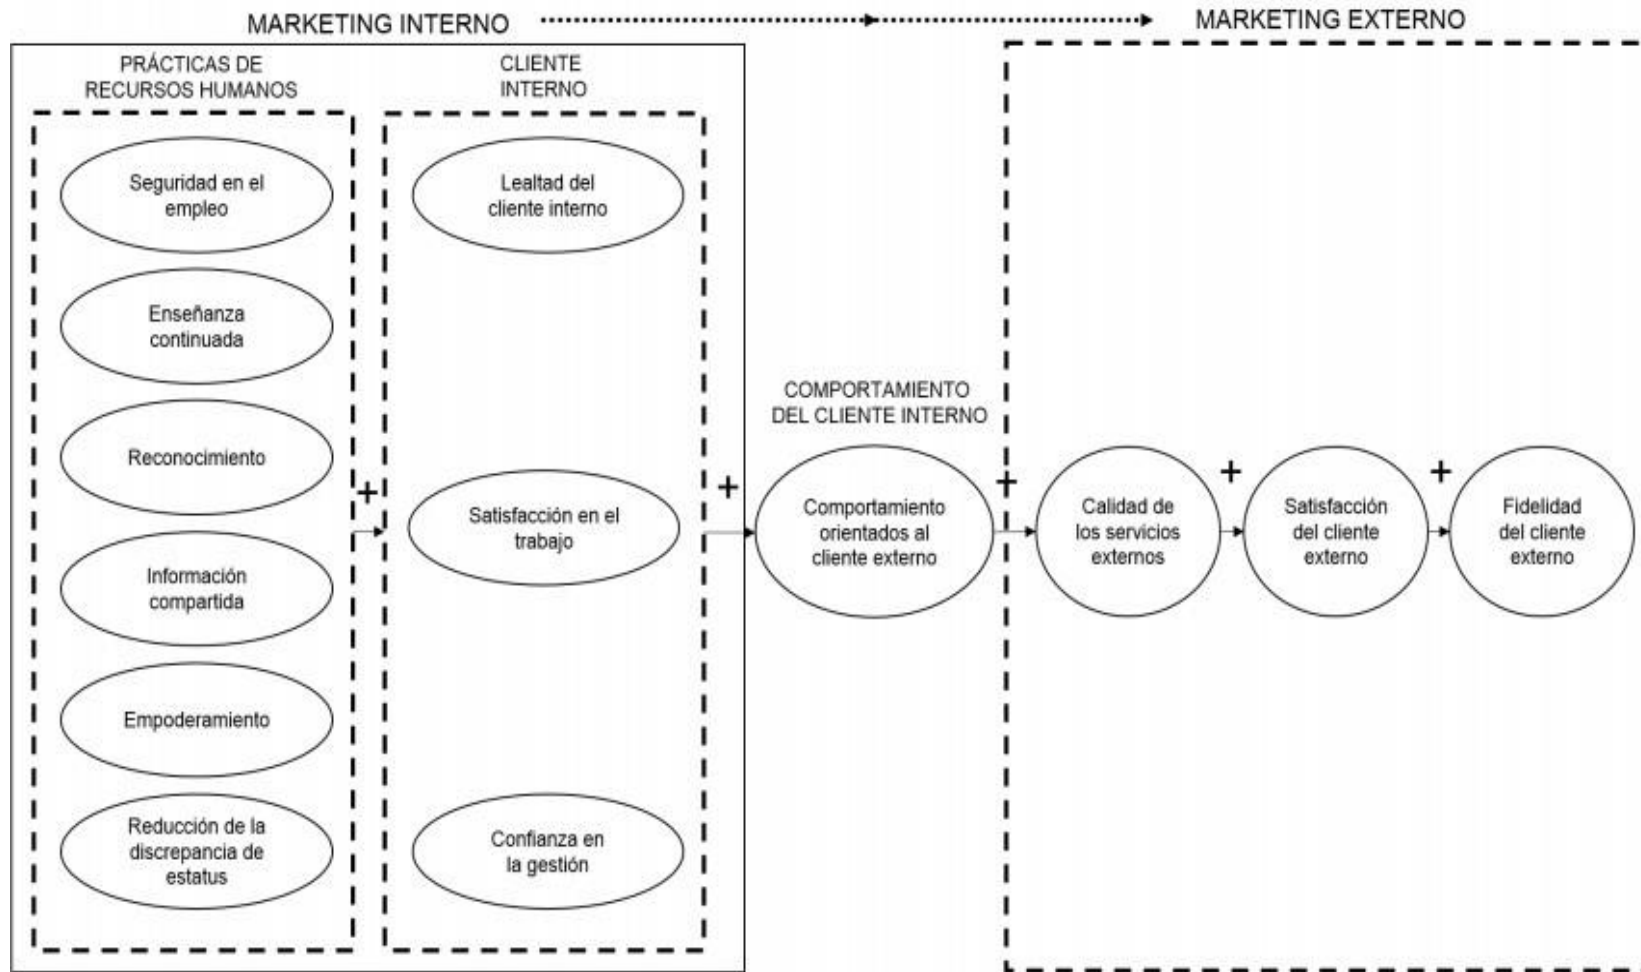 MARKETING INTERNO
MARKETING EXTERNO
PRÁCTICAS DE
RECURSOS HUMANOS
CLIENTE
INTERNO
Seguridad en el
empleo
Enseñanza
continuada
Reconocimiento
Información
compartida
Empoderamiento
Reducción de la
discrepancia de
estatus
+
Lealtad del
cliente interno
Satisfacción en el
trabajo
Confianza en
la gestión
+
COMPORTAMIENTO
DEL CLIENTE INTERNO
Comportamiento
orientados al
cliente externo
+
Calidad de
los servicios
externos
+
Satisfacción
del cliente
externo
+
Fidelidad
del cliente
externo